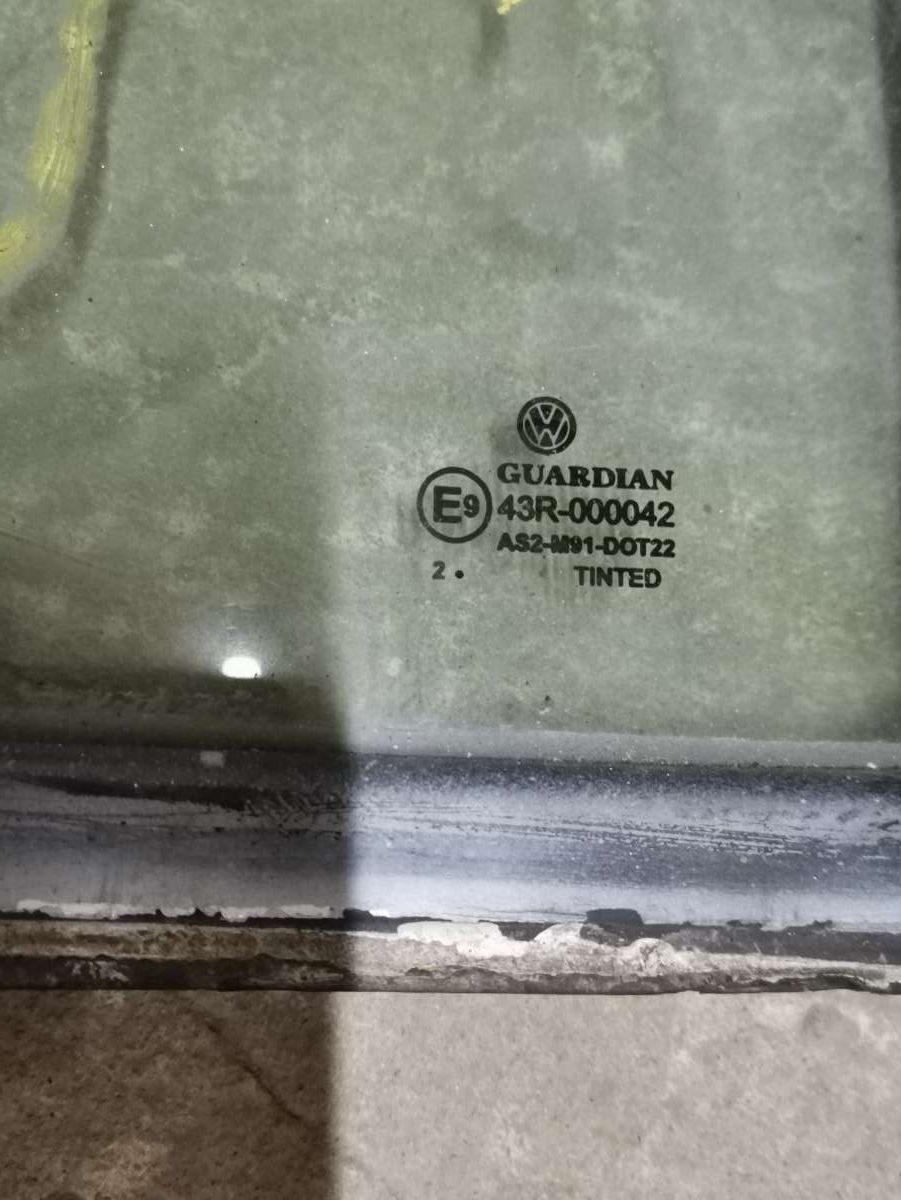 GUARDIAN
E9 43R-000042
AS2-M91-DOT22
2 . TINTED